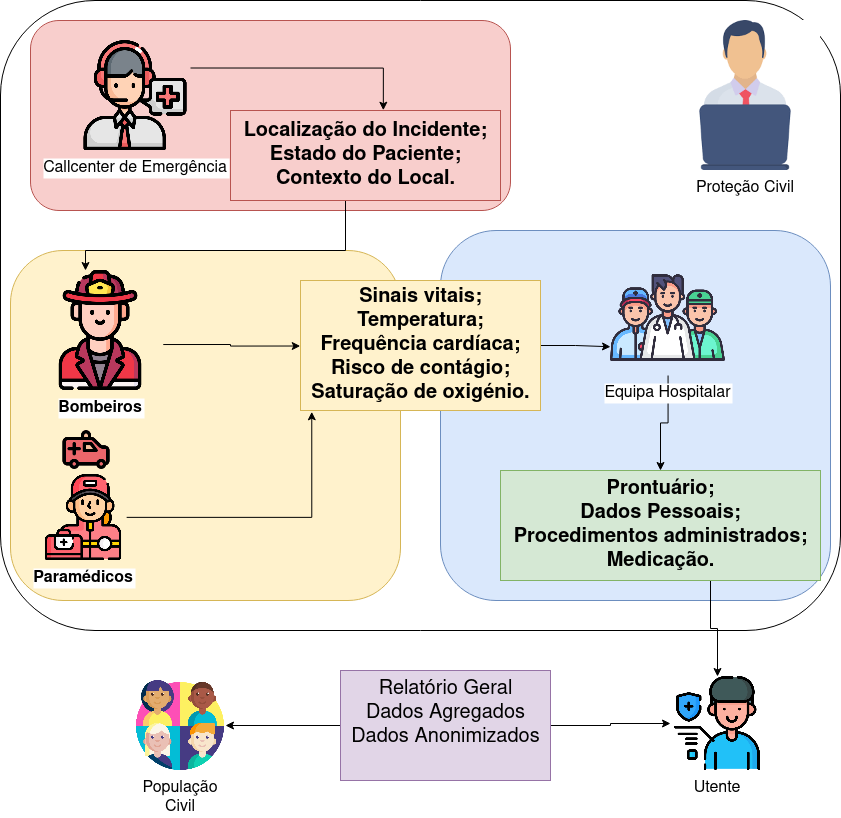 Callcenter de Emergência
Localização do Incidente;
Estado do Paciente;
Contexto do Local.
Proteção Civil
Bombeiros
Paramédicos
Sinais vitais;
Temperatura;
Frequência cardíaca;
Risco de contágio;
Saturação de oxigénio.
Equipa Hospitalar
Prontuário;
Dados Pessoais;
Procedimentos administrados;
Medicação.
Relatório Geral
Dados Agregados
Dados Anonimizados
População
Civil
Utente